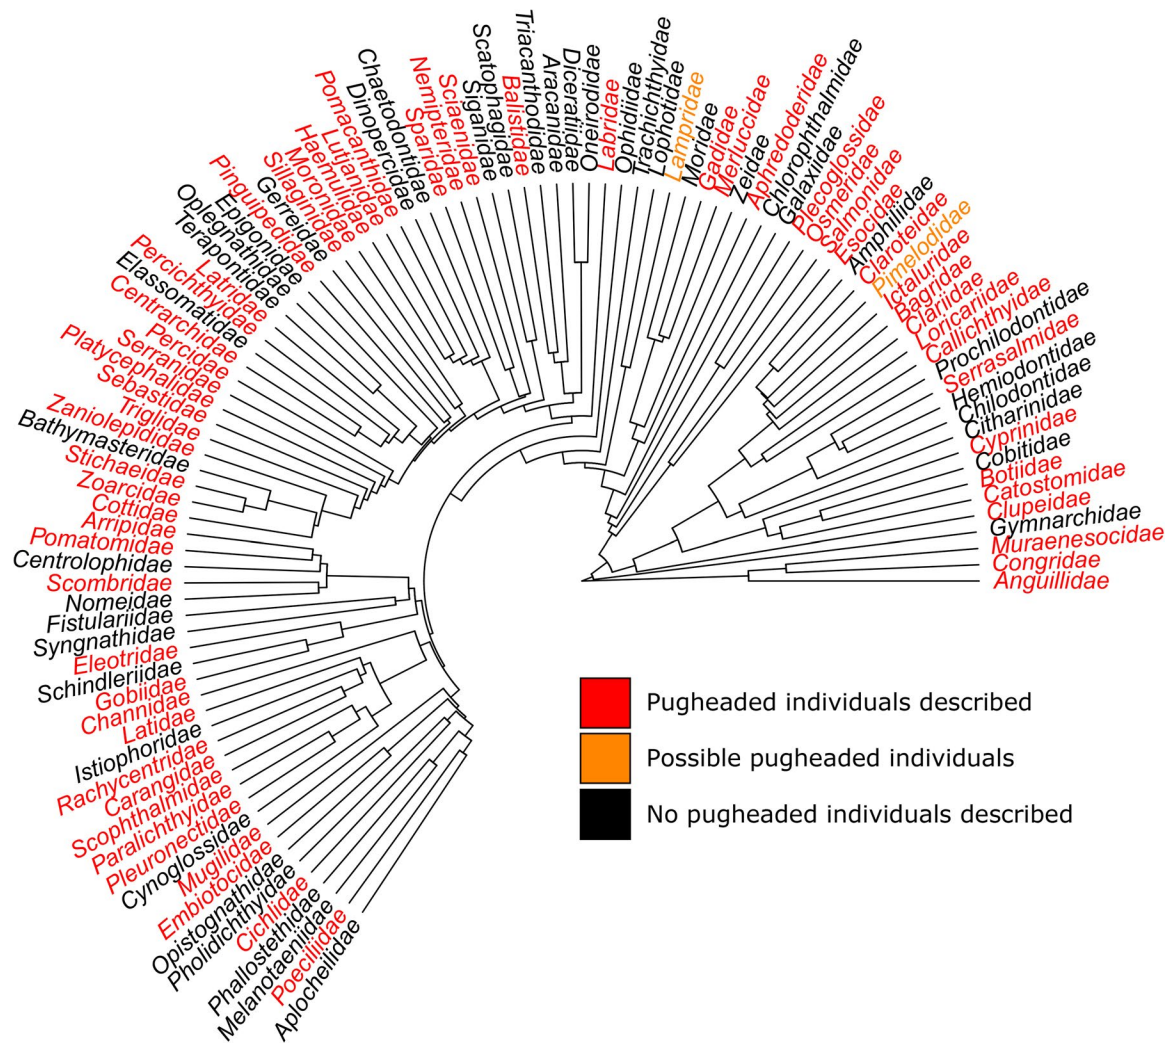 Aplocheilidae
Poeciliidae
Melanotaeniidae
Phallostethidae
Cichlidae
Pholidichthyidae
Opistognathidae
Embiotocidae
Mugilidae
Cynoglossidae
Pleuronectidae
Paralichthyidae
Scophthalmidae
Carangidae
Rachycentridae
Istiophoridae
Latidae
Channidae
Gobiidae
Schindleriidae
Eleotridae
Syngnathidae
Fistulariidae
Nomeidae
Scombridae
Centrolophidae
Pomatomidae
Arripidae
Cottidae
Zoarcidae
Stichaeidae
Bathymasteridae
Zaniolepididae
Triglidae
Sebastidae
Platycephalidae
Serranidae
Percidae
Centrarchidae
Elassomatidae
Percichthyidae
Latridae
Terapontidae
Oplegnathidae
Epigonidae
Pinguipedidae
Gerreidae
Sillaginidae
Moronidae
Haemulidae
Lutjanidae
Pomacanthidae
Dinopercidae
Chaetodontidae
Sparidae
Nemipteridae
Sciaenidae
Siganidae
Scatophagidae
Balistidae
Triacanthodidae
Aracanidae
Diceratiidae
Oneirodidae
Labridae
Ophidiidae
Trachichthyidae
Lophotidae
Lampridae
Moridae
Gadidae
Merluccidae
Zeidae
Aphredoderidae
Chlorophthalmidae
Galaxiidae
Plecoglossidae
Osmeridae
Salmonidae
Esocidae
Amphiliidae
Claroteidae
Pimelodidae
Ictaluridae
Bagridae
Clariidae
Loricariidae
Callichthyidae
Prochilodontidae
Serrasalmidae
Hemiodontidae
Chilodontidae
Citharinidae
Cyprinidae
Cobitidae
Botiidae
Catostomidae
Clupeidae
Gymnarchidae
Muraenesocidae
Congridae
Anguillidae
Pugheaded individuals described
Possible pugheaded individuals
No pugheaded individuals described